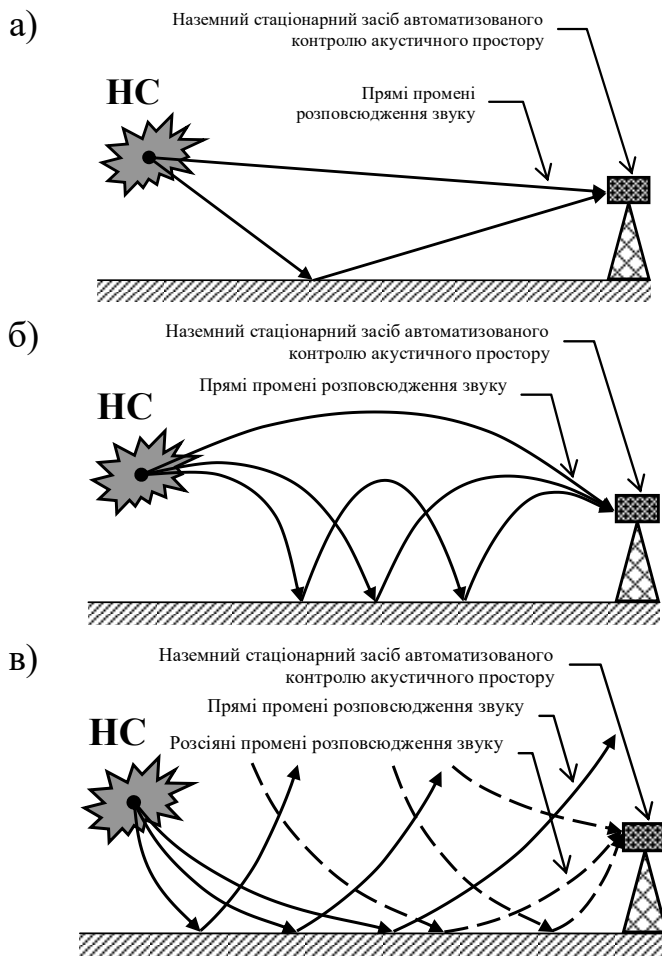 а)
Наземний стаціонарний засіб автоматизованого
контролю акустичного простору
НС
Прямі промені
розповсюдження звуку
б)
Наземний стаціонарний засіб автоматизованого
контролю акустичного простору
Прямі промені розповсюдження звуку
НС
в)
Наземний стаціонарний засіб автоматизованого
контролю акустичного простору
Прямі промені розповсюдження звуку
НС
Розсіяні промені розповсюдження звуку